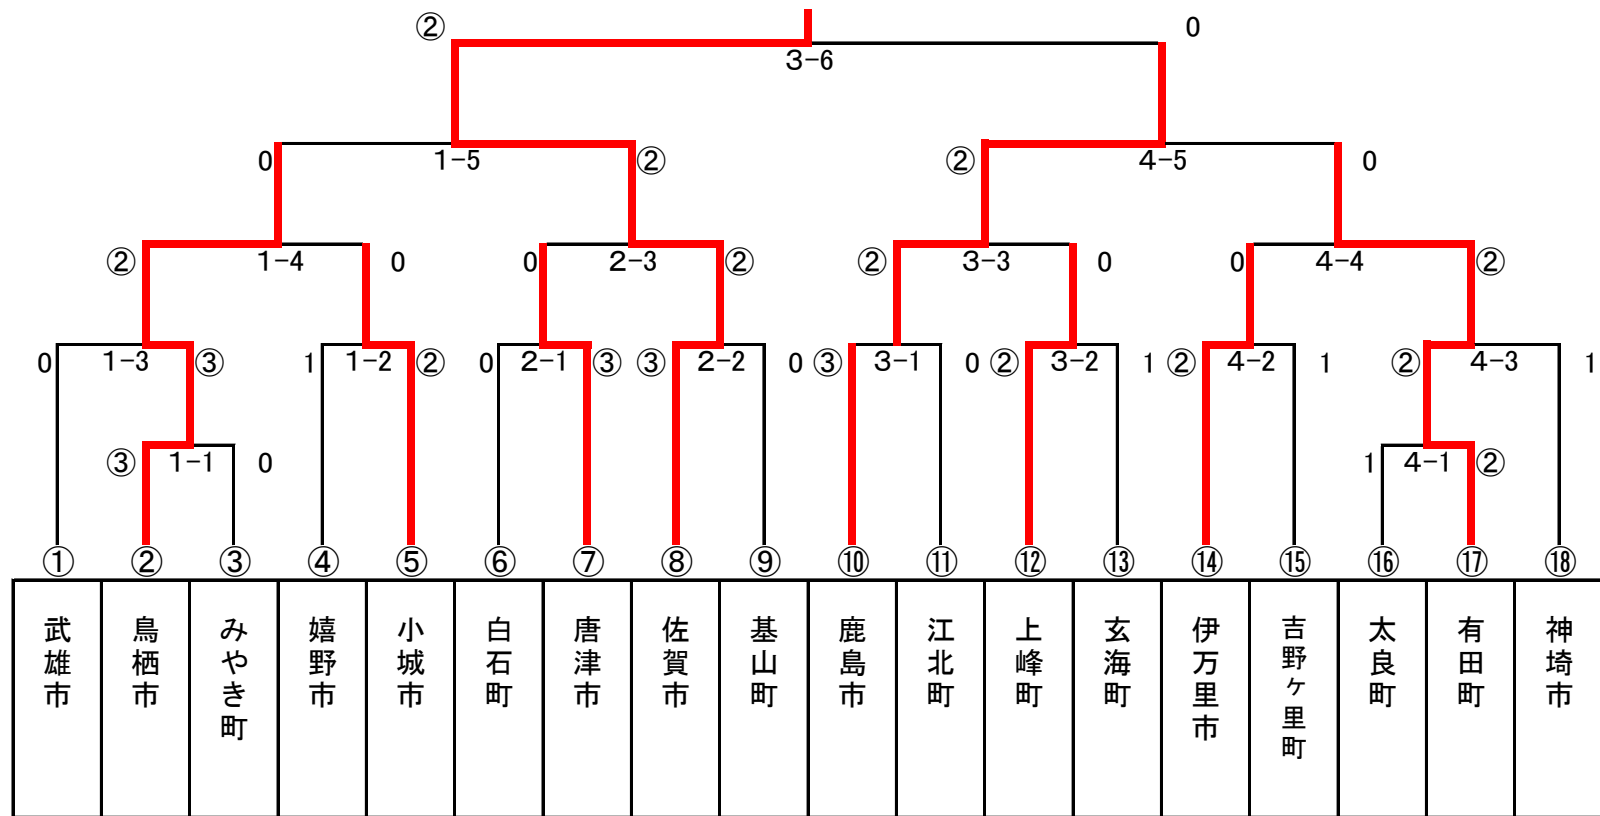 ② 0
3-6
0 1-5 ② ② 4-5 0
② 1-4 0 0 2-3 ② ② 3-3 0 0 4-4 ②
0 1-3 ③ 1 1-2 ② 0 2-1 ③ ③ 2-2 0 ③ 3-1 0 ② 3-2 1 ② 4-2 1 ② 4-3 1
③ 1-1 0 1 4-1 ②
① ② ③ ④ ⑤ ⑥ ⑦ ⑧ ⑨ ⑩ ⑪ ⑫ ⑬ ⑭ ⑮ ⑯ ⑰ ⑱
武雄市
鳥栖市
みやき町
嬉野市
小城市
白石町
唐津市
佐賀市
基山町
鹿島市
江北町
上峰町
玄海町
伊万里市
吉野ヶ里町
太良町
有田町
神埼市